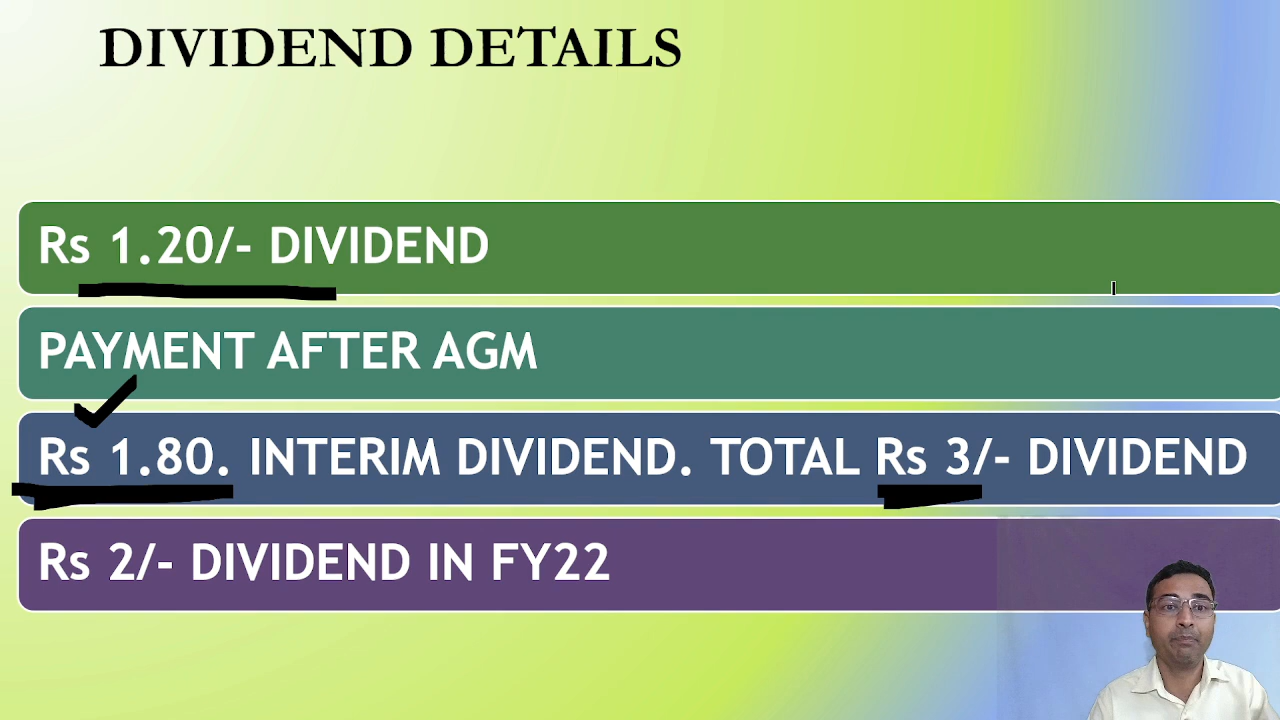 DIVIDEND DETAILS
Rs 1.20/- DIVIDEND
PAYMENT AFTER AGM
Rs 1.80. INTERIM DIVIDEND. TOTAL Rs 3/- DIVIDEND
Rs 2/- DIVIDEND IN FY22